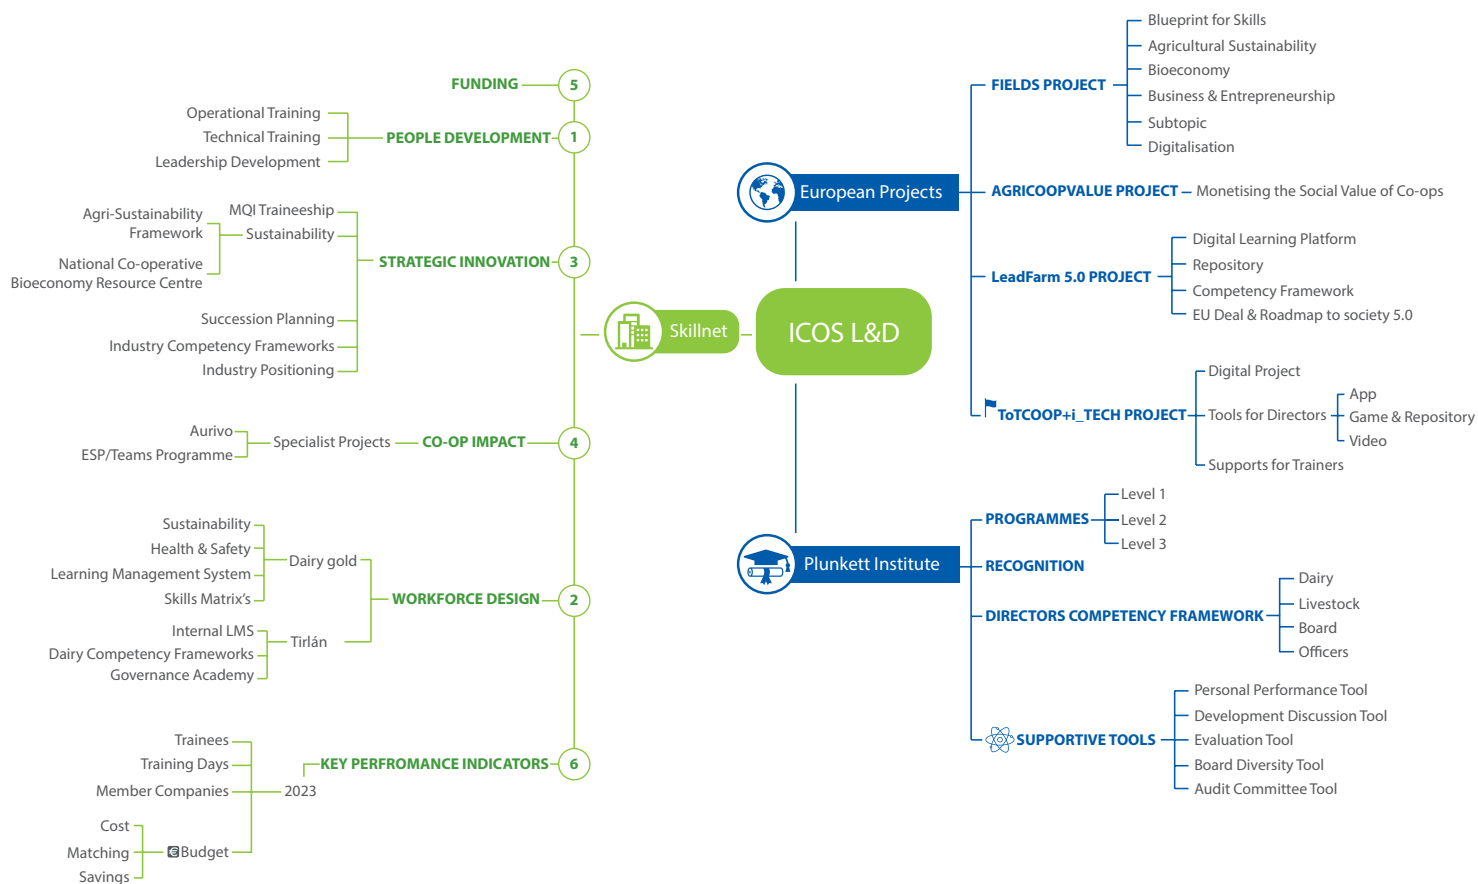 FUNDING
5
Operational Training
Technical Training
Leadership Development
PEOPLE DEVELOPMENT
1
Agri-Sustainability
Framework
National Co-operative
Bioeconomy Resource Centre
MQI Traineeship
Sustainability
Succession Planning
Industry Competency Frameworks
Industry Positioning
STRATEGIC INNOVATION
3
Aurivo
ESP/Teams Programme
Specialist Projects
CO-OP IMPACT
4
Sustainability
Health & Safety
Learning Management System
Skills Matrix's
Dairy gold
Internal LMS
Dairy Competency Frameworks
Governance Academy
Tirlán
WORKFORCE DESIGN
2
Trainees
Training Days
Member Companies
Cost
Matching
Savings
€Budget
2023
KEY PERFROMANCE INDICATORS
6
Skillnet
ICOS L&D
European Projects
FIELDS PROJECT
Blueprint for Skills
Agricultural Sustainability
Bioeconomy
Business & Entrepreneurship
Subtopic
Digitalisation
AGRICOOPVALUE PROJECT
Monetising the Social Value of Co-ops
LeadFarm 5.0 PROJECT
Digital Learning Platform
Repository
Competency Framework
EU Deal & Roadmap to society 5.0
ToTCOOP+i_TECH PROJECT
Digital Project
Tools for Directors
App
Game & Repository
Video
Supports for Trainers
Plunkett Institute
PROGRAMMES
Level 1
Level 2
Level 3
RECOGNITION
DIRECTORS COMPETENCY FRAMEWORK
Dairy
Livestock
Board
Officers
SUPPORTIVE TOOLS
Personal Performance Tool
Development Discussion Tool
Evaluation Tool
Board Diversity Tool
Audit Committee Tool